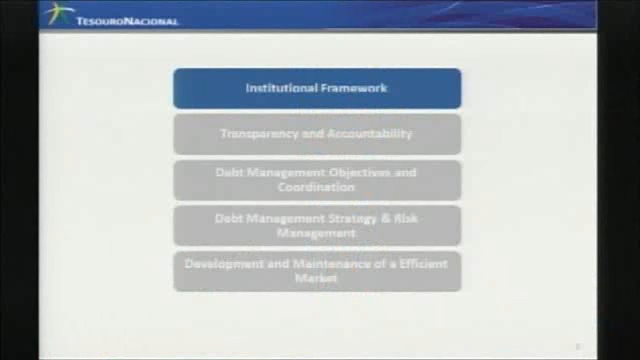 TESOURONACIONAL
Institutional Framework
Transparency and Accountability
Debt Management Objectives and
Coordination
Debt Management Strategy & Risk
Management
Development and Maintenance of a Efficient
Market